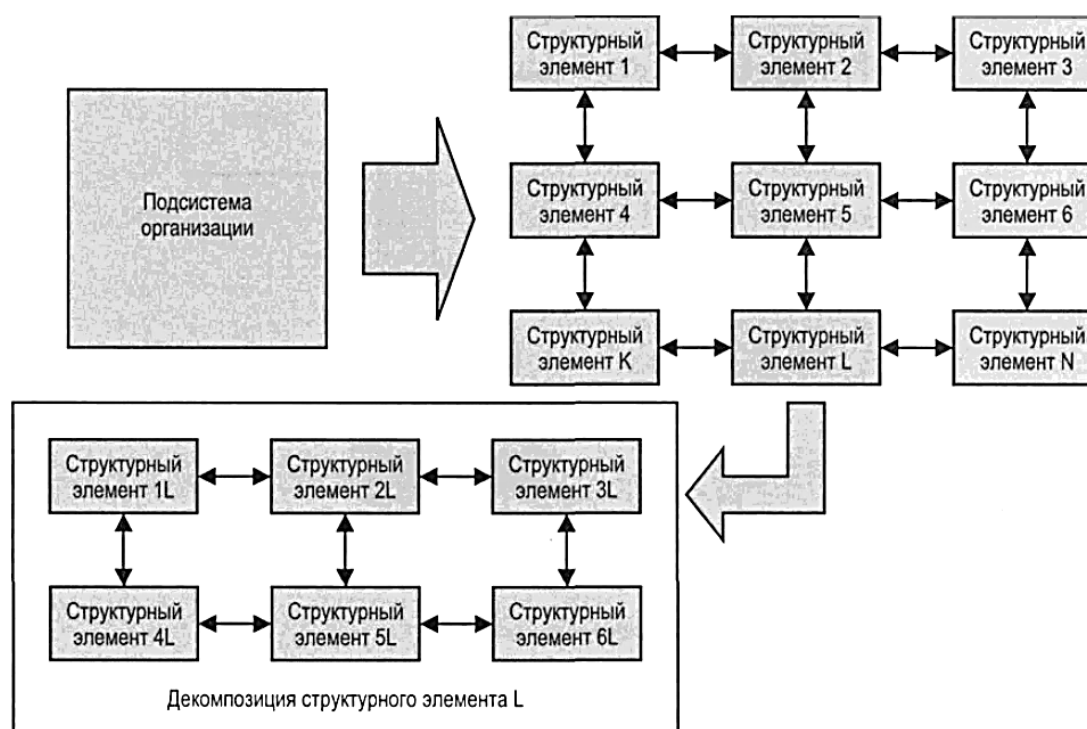 Структурный
элемент 1
Структурный
элемент 2
Структурный
элемент 3
Подсистема
организации
Структурный
элемент 4
Структурный
элемент 5
Структурный
элемент 6
Структурный
элемент K
Структурный
элемент L
Структурный
элемент N
Структурный
элемент 1L
Структурный
элемент 2L
Структурный
элемент 3L
Структурный
элемент 4L
Структурный
элемент 5L
Структурный
элемент 6L
Декомпозиция структурного элемента L